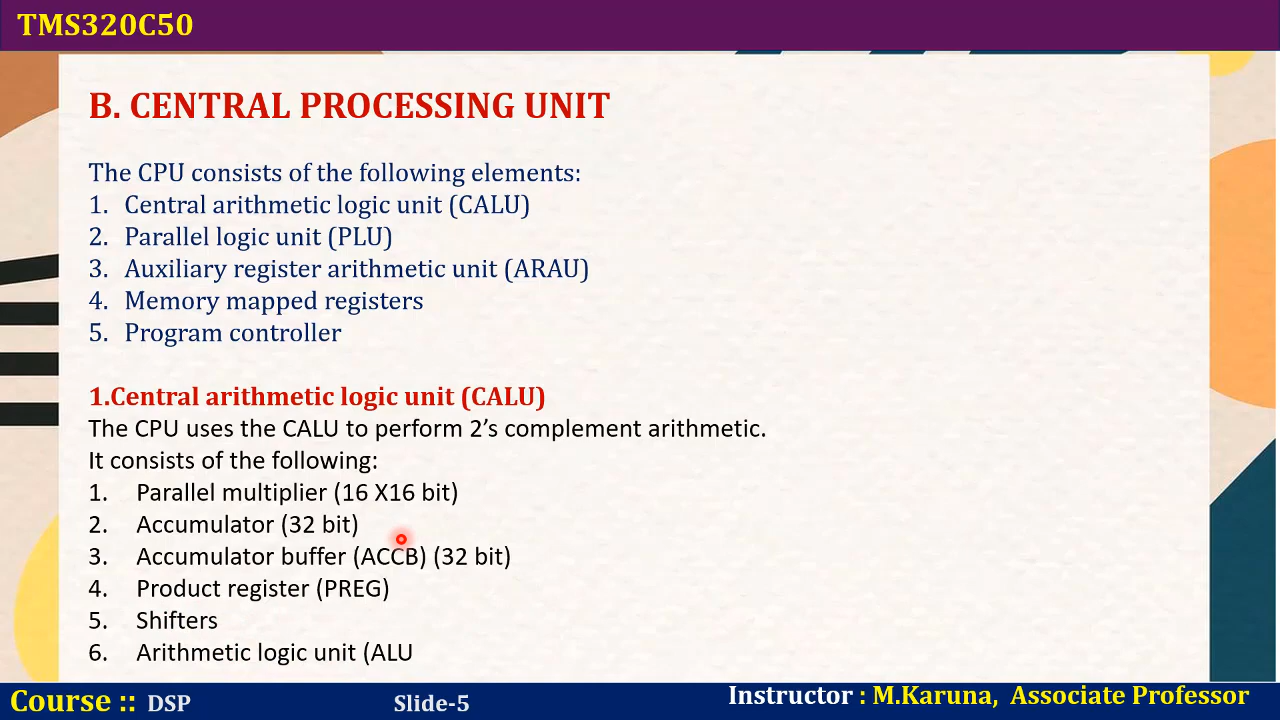 TMS320C50
B. CENTRAL PROCESSING UNIT
The CPU consists of the following elements:
1. Central arithmetic logic unit (CALU)
2. Parallel logic unit (PLU)
3. Auxiliary register arithmetic unit (ARAU)
4. Memory mapped registers
5. Program controller
1.Central arithmetic logic unit (CALU)
The CPU uses the CALU to perform 2’s complement arithmetic.
It consists of the following:
1. Parallel multiplier (16 X16 bit)
2. Accumulator (32 bit)
3. Accumulator buffer (ACCB) (32 bit)
4. Product register (PREG)
5. Shifters
6. Arithmetic logic unit (ALU
Course :: DSP Slide-5 Instructor : M.Karuna, Associate Professor